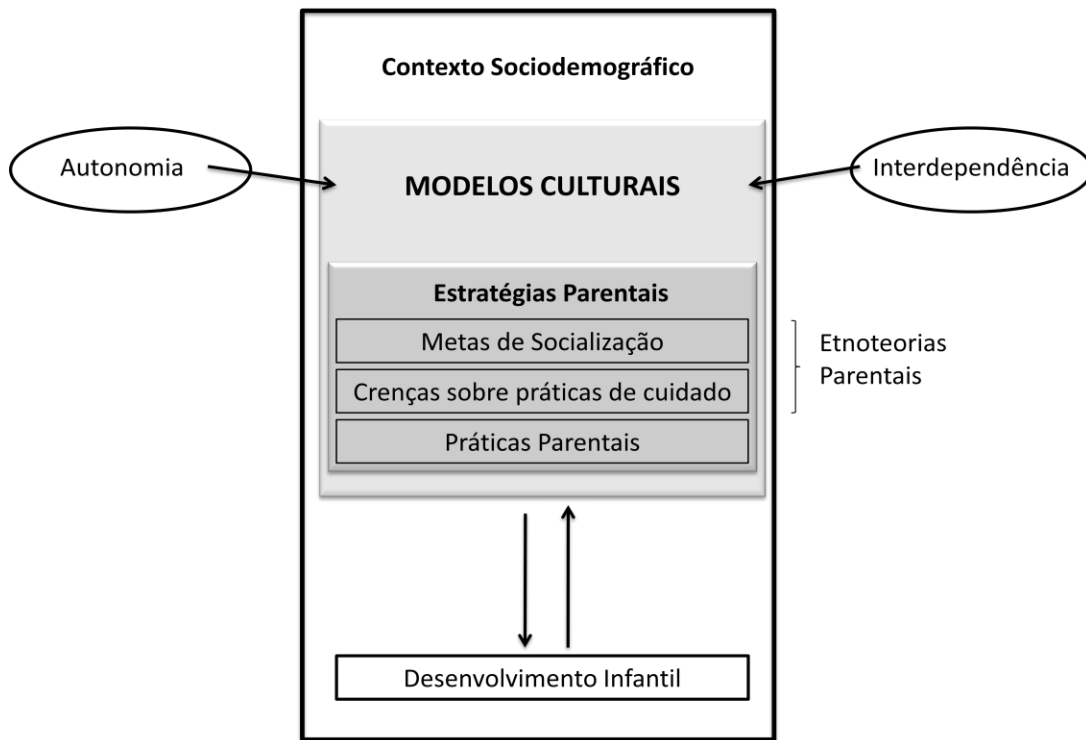 Contexto Sociodemográfico
Autonomia
MODELOS CULTURAIS
Interdependência
Estratégias Parentais
Metas de Socialização
Crenças sobre práticas de cuidado
Práticas Parentais
Etnoteorias
Parentais
Desenvolvimento Infantil